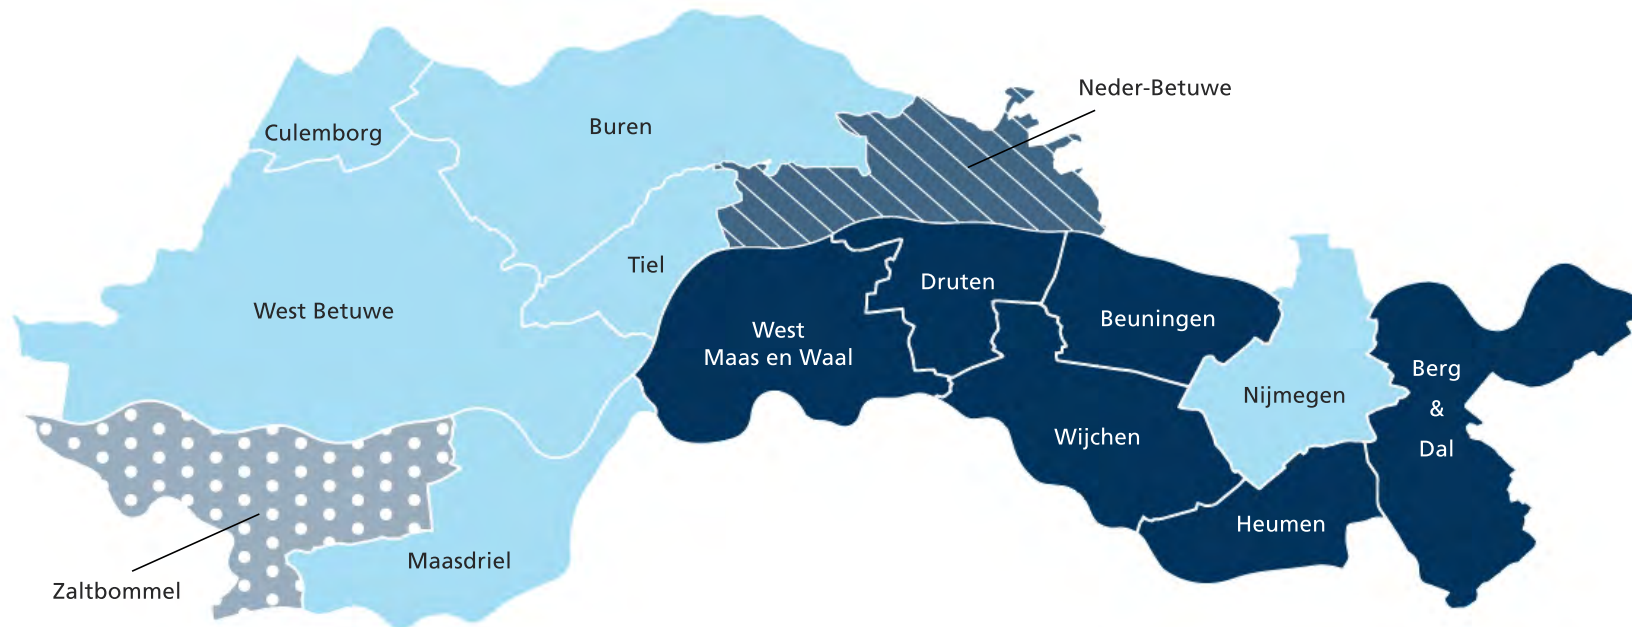 Neder-Betuwe
Culemborg
Buren
Tiel
West Betuwe
Druten
Beuningen
West
Maas en Waal
Berg
&
Dal
Nijmegen
Wijchen
Heumen
Maasdriel
Zaltbommel